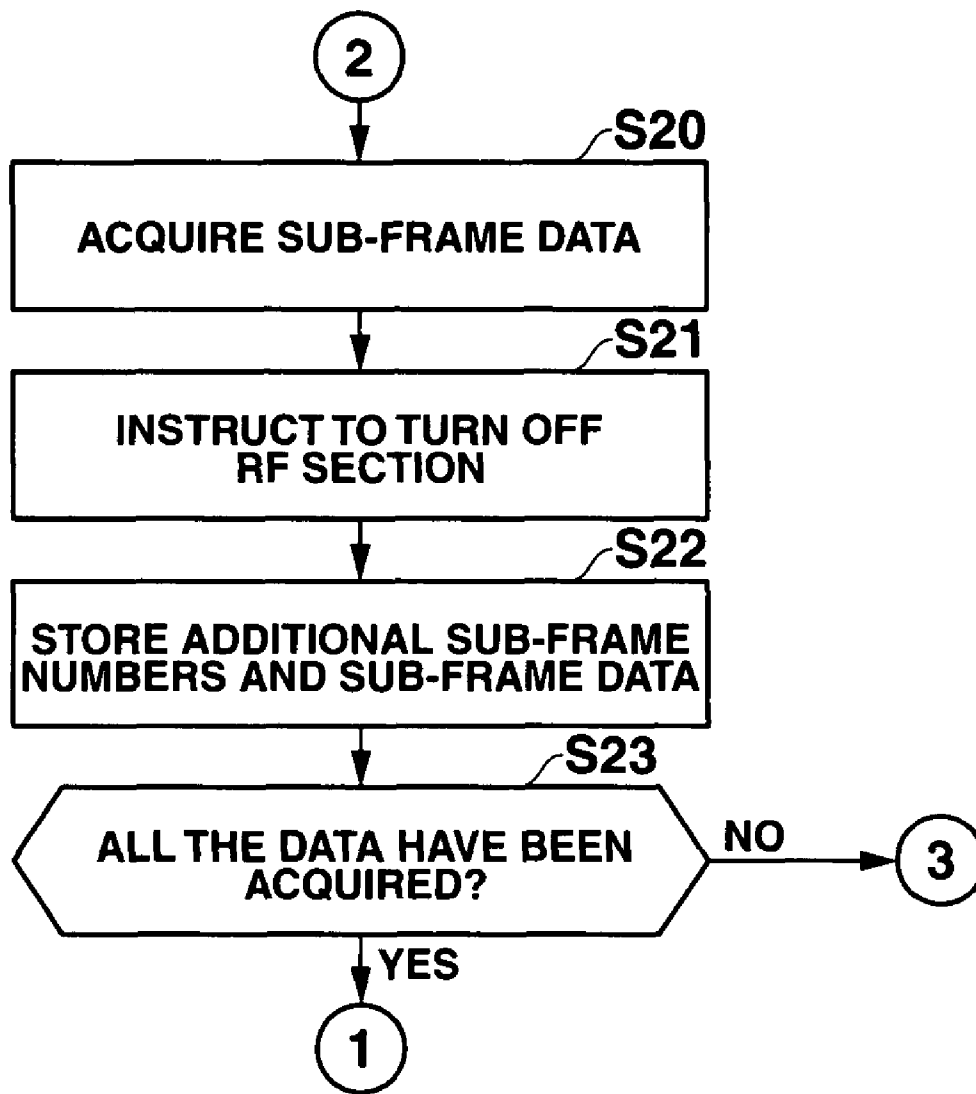 2
S20
ACQUIRE SUB-FRAME DATA
S21
INSTRUCT TO TURN OFF
RF SECTION
S22
STORE ADDITIONAL SUB-FRAME
NUMBERS AND SUB-FRAME DATA
S23
ALL THE DATA HAVE BEEN
ACQUIRED?
NO
3
YES
1